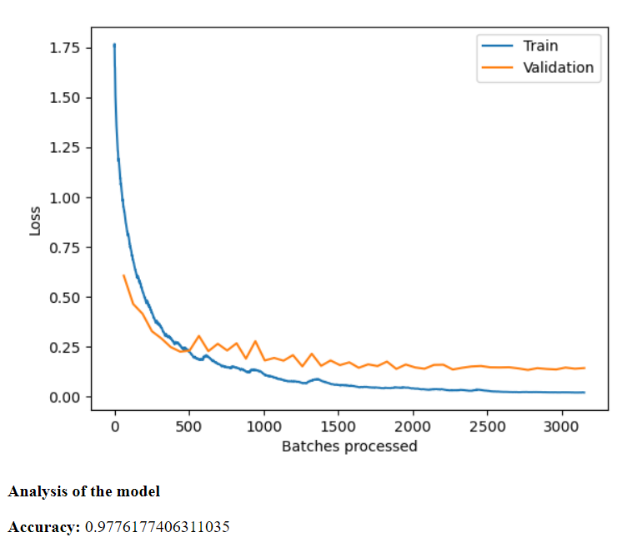 Train
Validation
1.75
1.50
1.25
1.00
0.75
0.50
0.25
0.00
Loss
0 500 1000 1500 2000 2500 3000
Batches processed
Analysis of the model
Accuracy: 0.9776177406311035